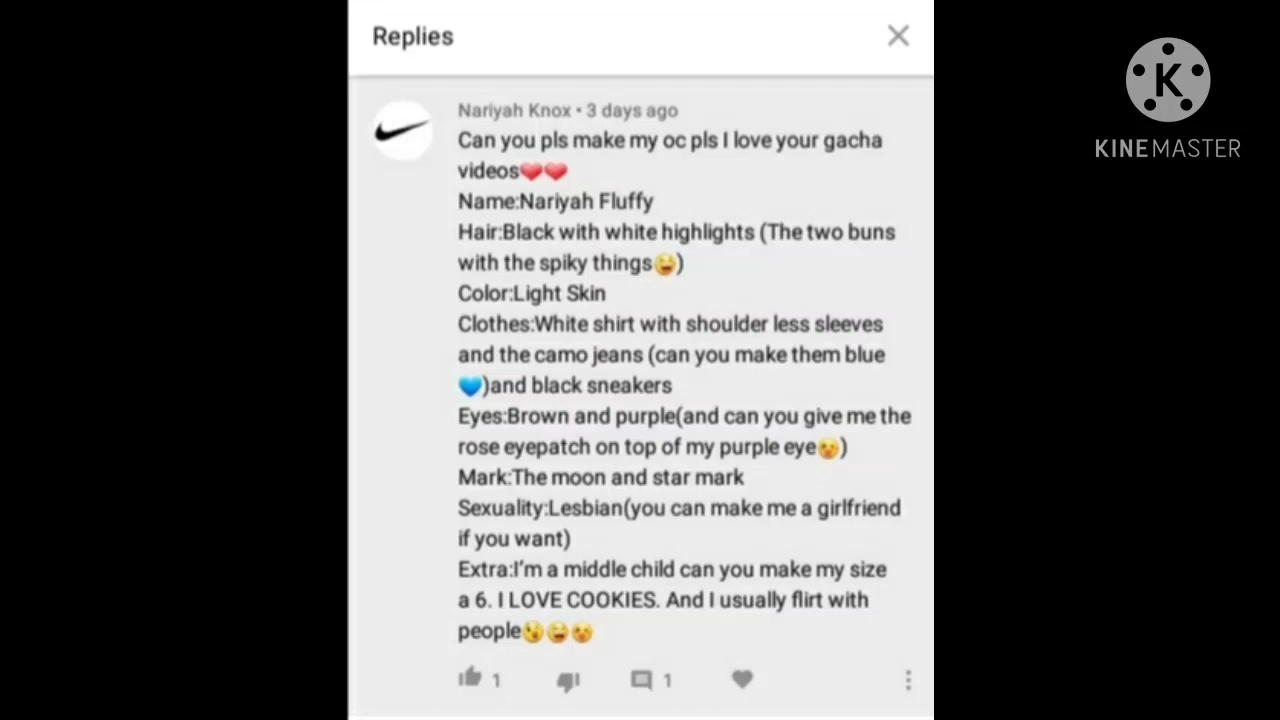 Replies
Nariyah Knox • 3 days ago
Can you pls make my oc pls I love your gacha
videos❤❤
Name:Nariyah Fluffy
Hair:Black with white highlights (The two buns
with the spiky things😆)
Color:Light Skin
Clothes:White shirt with shoulder less sleeves
and the camo jeans (can you make them blue
💙)and black sneakers
Eyes:Brown and purple(and can you give me the
rose eyepatch on top of my purple eye😵)
Mark:The moon and star mark
Sexuality:Lesbian(you can make me a girlfriend
if you want)
Extra:I'm a middle child can you make my size
a 6. I LOVE COOKIES. And I usually flirt with
people😘😆😵
1 1
K
KINEMASTER